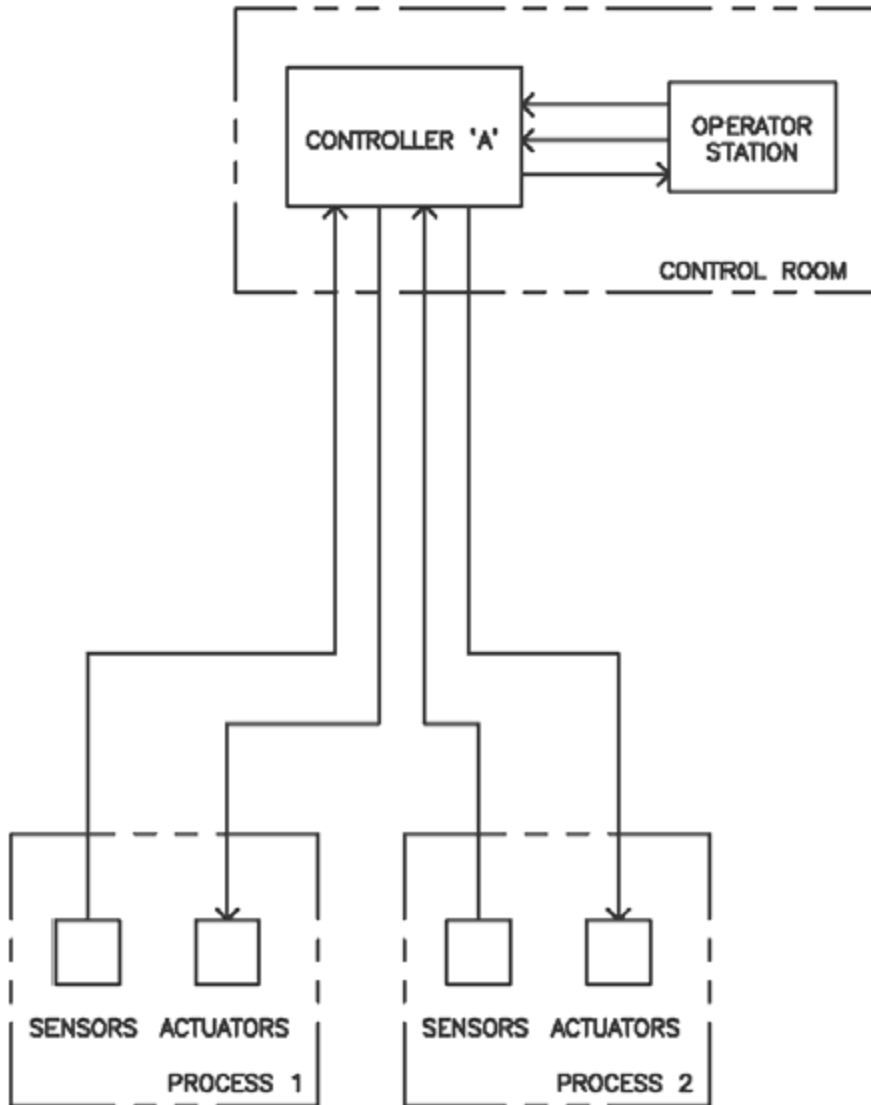 CONTROLLER 'A'
OPERATOR
STATION
CONTROL ROOM
SENSORS ACTUATORS
PROCESS 1
SENSORS ACTUATORS
PROCESS 2